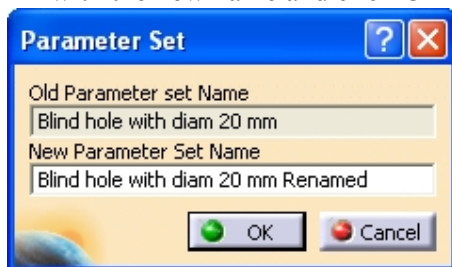 Parameter Set
Old Parameter set Name
Blind hole with diam 20 mm
New Parameter Set Name
Blind hole with diam 20 mm Renamed
OK Cancel